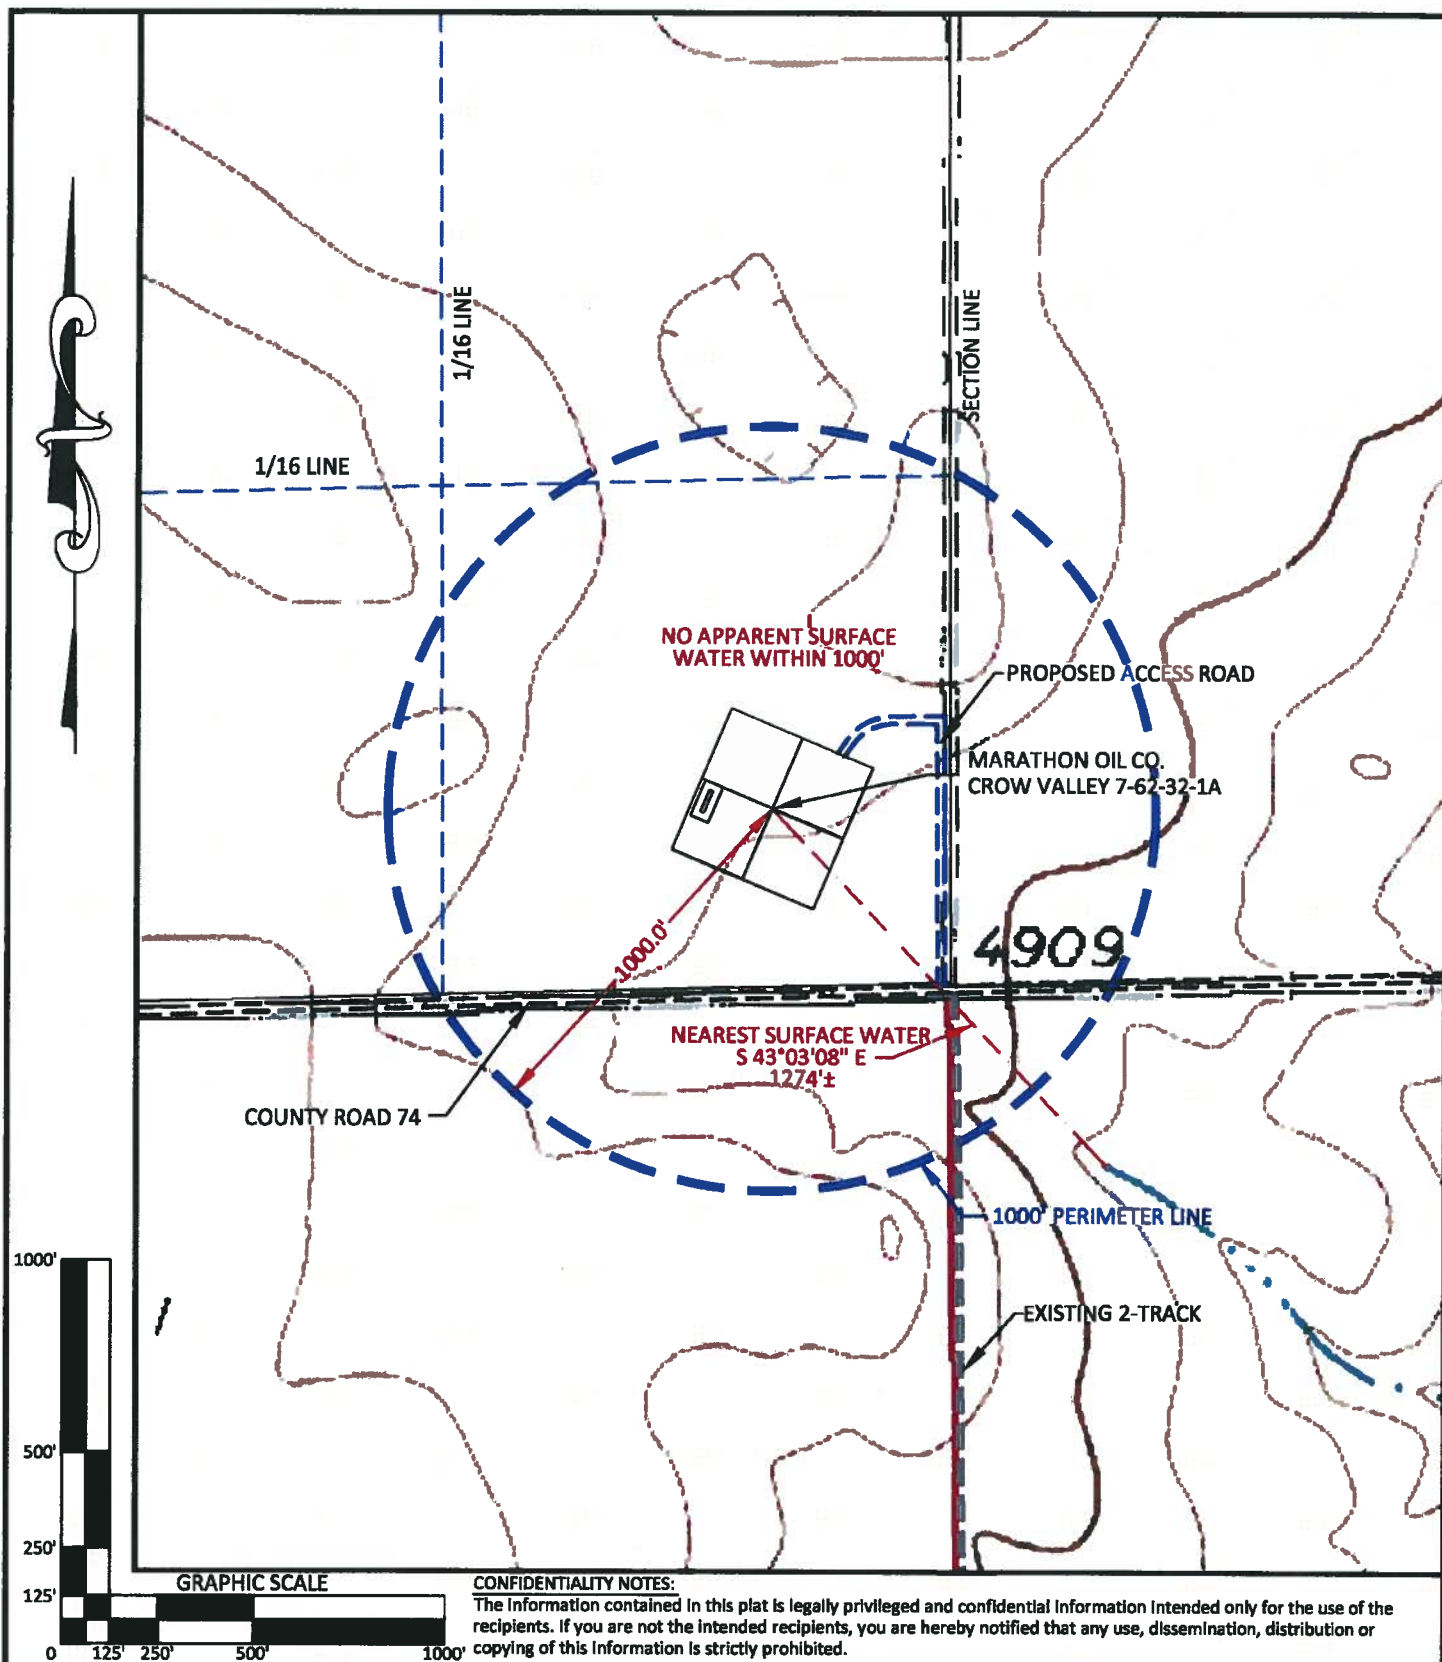 1/16 LINE
SECTION LINE
1/16 LINE
NO APPARENT SURFACE
WATER WITHIN 1000'
PROPOSED ACCESS ROAD
MARATHON OIL CO.
CROW VALLEY 7-62-32-1A
1000.0'
4909
NEAREST SURFACE WATER
S 43°03'08" E
1274'±
COUNTY ROAD 74
1000' PERIMETER LINE
EXISTING 2-TRACK
1000'
500'
250'
125'
GRAPHIC SCALE
0 125' 250' 500' 1000'
CONFIDENTIALITY NOTES:
The information contained in this plat is legally privileged and confidential information intended only for the use of the
recipients. If you are not the intended recipients, you are hereby notified that any use, dissemination, distribution or
copying of this information is strictly prohibited.